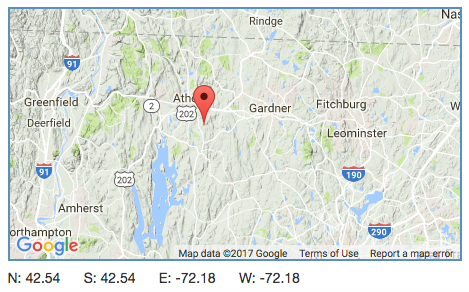 Rindge
Nas
91
Greenfield
2
Athol
202
Gardner
Fitchburg
Deerfield
Leominster
91
202
190
Amherst
orthampton
290
Google
Map data ©2017 Google Terms of Use Report a map error
N: 42.54 S: 42.54 E: -72.18 W: -72.18